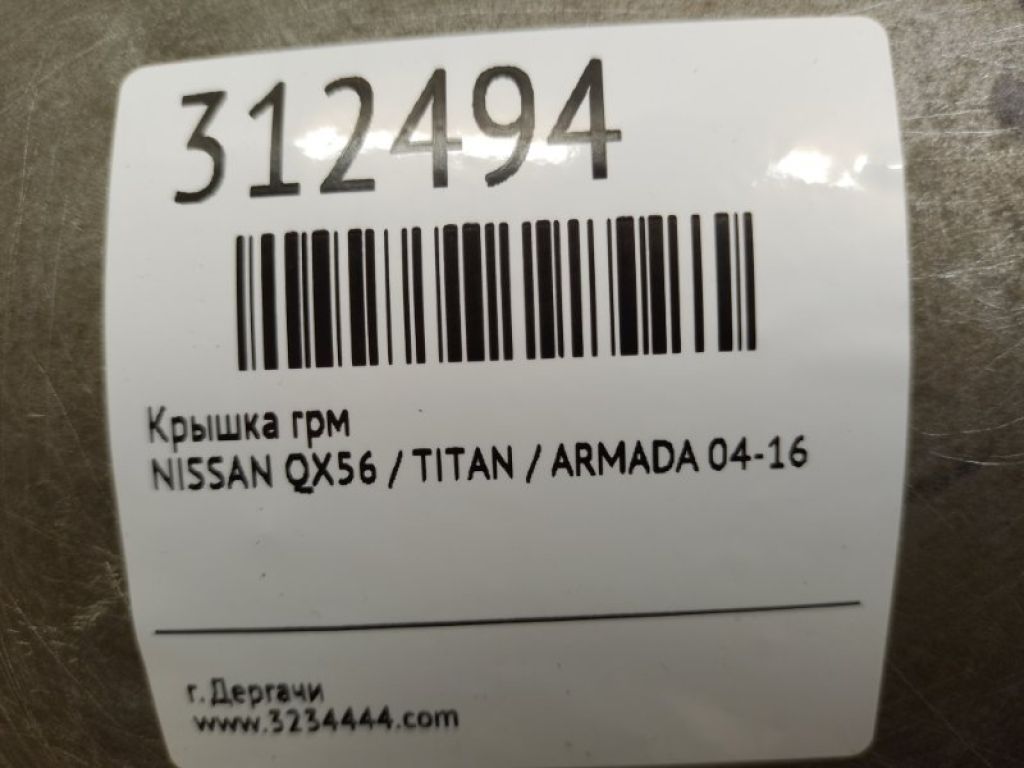 312494
Крышка грм
NISSAN QX56 / TITAN / ARMADA 04-16
г. Дергачи
www.3234444.com